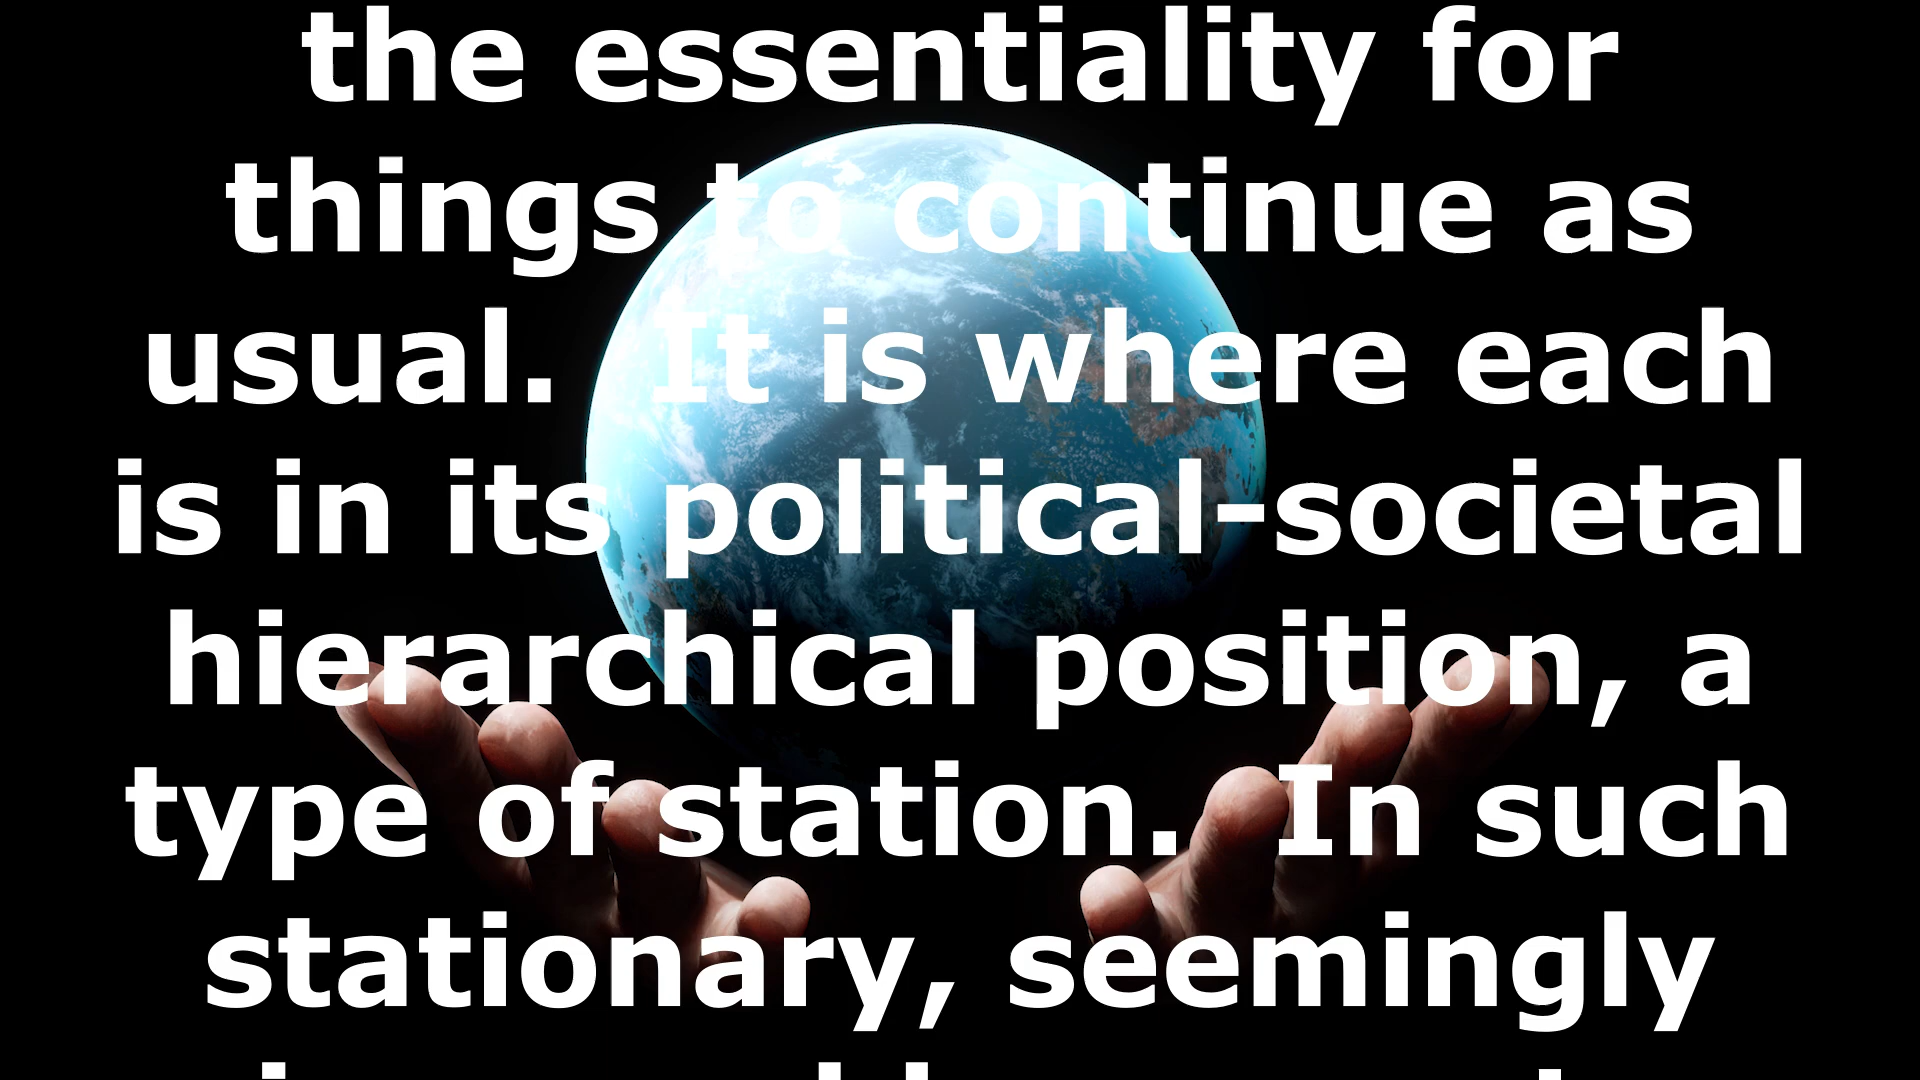 the essentiality for
things to continue as
usual.  It is where each
is in its political-societal
hierarchical position, a
type of station.  In such
stationary, seemingly